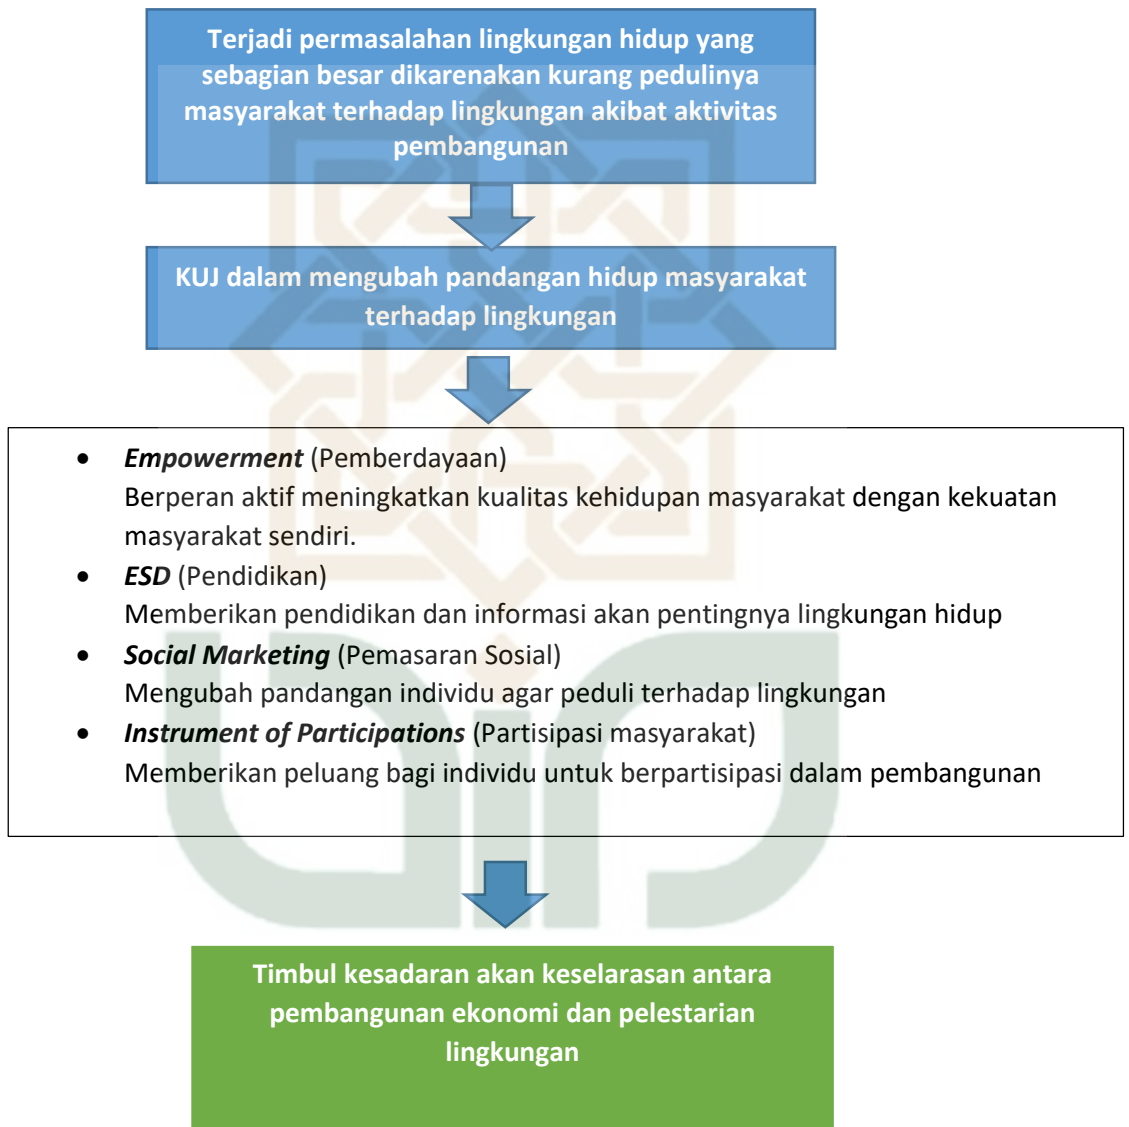 Terjadi permasalahan lingkungan hidup yang
sebagian besar dikarenakan kurang pedulinya
masyarakat terhadap lingkungan akibat aktivitas
pembangunan
KUJ dalam mengubah pandangan hidup masyarakat
terhadap lingkungan
• Empowerment (Pemberdayaan)
Berperan aktif meningkatkan kualitas kehidupan masyarakat dengan kekuatan
masyarakat sendiri.
• ESD (Pendidikan)
Memberikan pendidikan dan informasi akan pentingnya lingkungan hidup
• Social Marketing (Pemasaran Sosial)
Mengubah pandangan individu agar peduli terhadap lingkungan
• Instrument of Participations (Partisipasi masyarakat)
Memberikan peluang bagi individu untuk berpartisipasi dalam pembangunan
Timbul kesadaran akan keselarasan antara
pembangunan ekonomi dan pelestarian
lingkungan